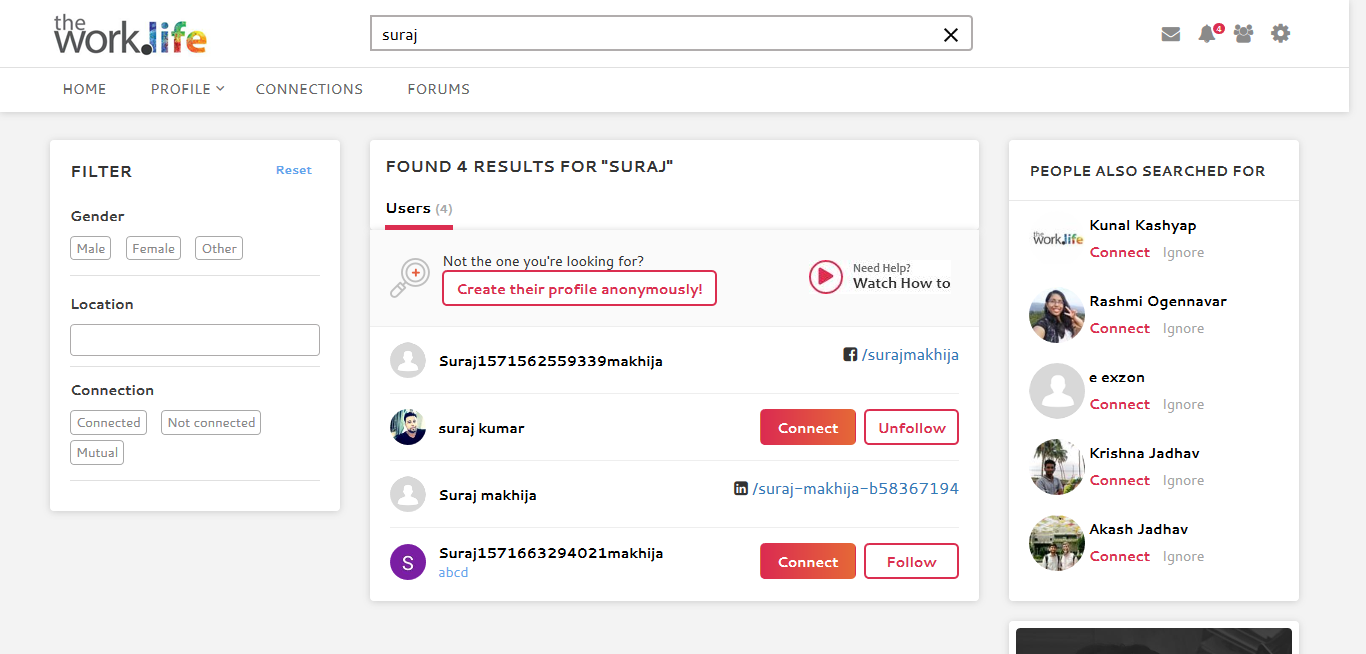 the
work.life
suraj
4
HOME
PROFILE
CONNECTIONS
FORUMS
FILTER
Reset
Gender
Male
Female
Other
Location
Connection
Connected
Not connected
Mutual
FOUND 4 RESULTS FOR "SURAJ"
Users (4)
Not the one you're looking for?
Create their profile anonymously!
Need Help?
Watch How to
Suraj1571562559339makhija
/surajmakhija
suraj kumar
Connect
Unfollow
Suraj makhija
in /suraj-makhija-b58367194
S
Suraj1571663294021makhija
abcd
Connect
Follow
PEOPLE ALSO SEARCHED FOR
the
work.life
Kunal Kashyap
Connect Ignore
Rashmi Ogennavar
Connect Ignore
e exzon
Connect Ignore
Krishna Jadhav
Connect Ignore
Akash Jadhav
Connect Ignore